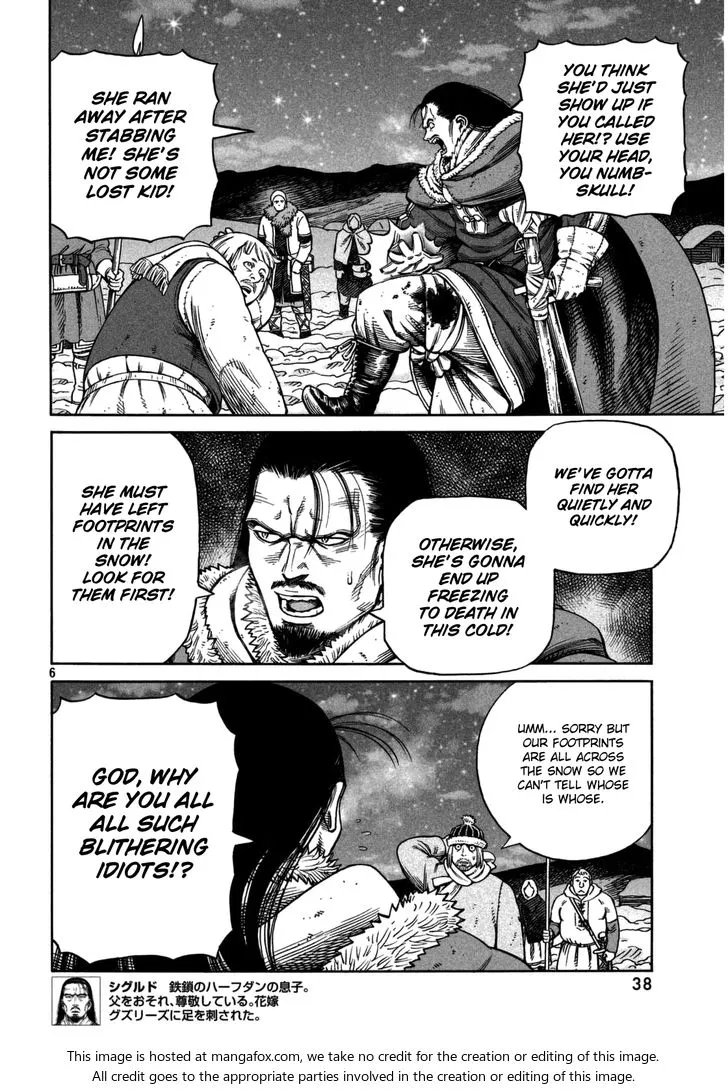 YOU THINK
SHE'D JUST
SHOW UP IF
YOU CALLED
HER!? USE
YOUR HEAD,
YOU NUMB-
SKULL!
SHE RAN
AWAY AFTER
STABBING
ME! SHE'S
NOT SOME
LOST KID!
WE'VE GOTTA
FIND HER
QUIETLY AND
QUICKLY!
OTHERWISE,
SHE'S GONNA
END UP
FREEZING
TO DEATH IN
THIS COLD!
SHE MUST
HAVE LEFT
FOOTPRINTS
IN THE
SNOW!
LOOK FOR
THEM FIRST!
6
UMM... SORRY BUT
OUR FOOTPRINTS
ARE ALL ACROSS
THE SNOW SO WE
CAN'T TELL WHOSE
IS WHOSE.
GOD, WHY
ARE YOU ALL
ALL SUCH
BLITHERING
IDIOTS!?
シグルド 鉄鎖のハーフダンの息子。
父をおそれ、尊敬している。花嫁
グズリーズに足を刺された。
38
This image is hosted at mangafox.com, we take no credit for the creation or editing of this image.
All credit goes to the appropriate parties involved in the creation or editing of this image.